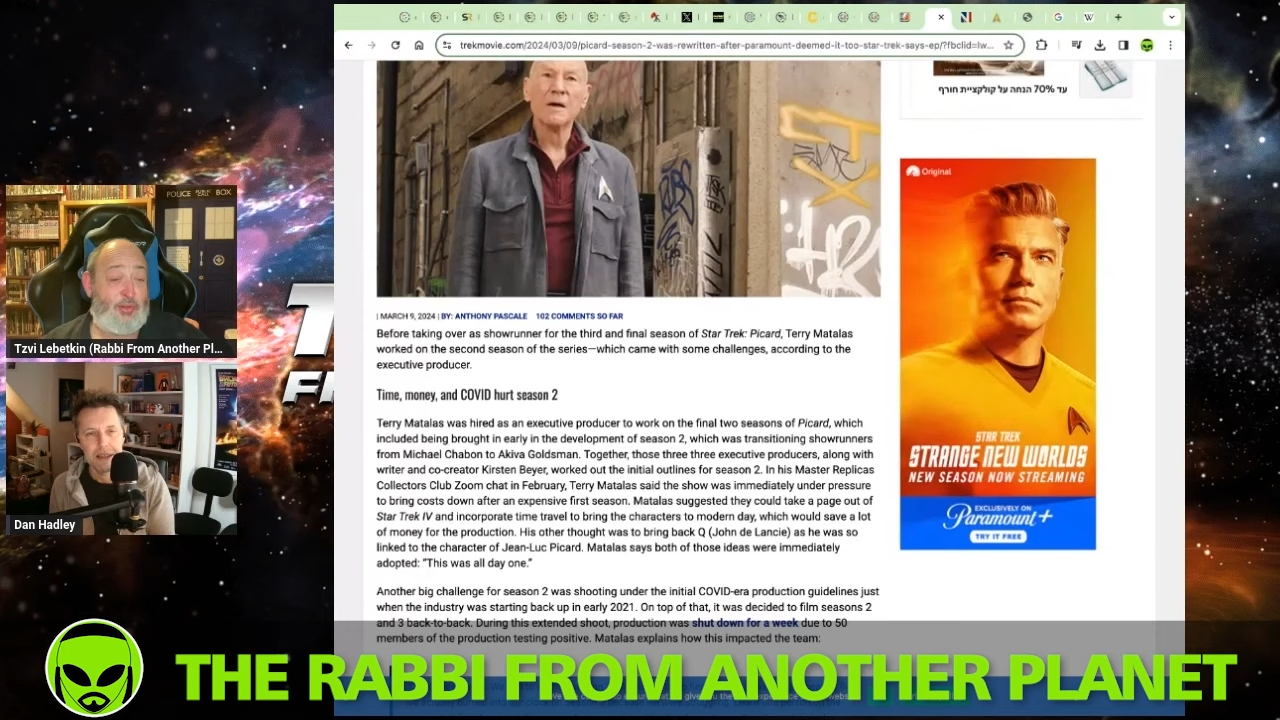 trekmovie.com/2024/03/09/picard-season-2-was-rewritten-after-paramount-deemed-it-too-star-trek-says-ep/?fbclid=Iw...
עד 70% הנחה על קולקציית חורף
POLICE PUBLIC CALL BOX
Tzvi Lebetkin (Rabbi From Another Pl...
Dan Hadley
| MARCH 9, 2024 | BY: ANTHONY PASCALE 102 COMMENTS SO FAR
Before taking over as showrunner for the third and final season of Star Trek: Picard, Terry Matalas
worked on the second season of the series—which came with some challenges, according to the
executive producer.
Time, money, and COVID hurt season 2
Terry Matalas was hired as an executive producer to work on the final two seasons of Picard, which
included being brought in early in the development of season 2, which was transitioning showrunners
from Michael Chabon to Akiva Goldsman. Together, those three three executive producers, along with
writer and co-creator Kirsten Beyer, worked out the initial outlines for season 2. In his Master Replicas
Collectors Club Zoom chat in February, Terry Matalas said the show was immediately under pressure
to bring costs down after an expensive first season. Matalas suggested they could take a page out of
Star Trek IV and incorporate time travel to bring the characters to modern day, which would save a lot
of money for the production. His other thought was to bring back Q (John de Lancie) as he was so
linked to the character of Jean-Luc Picard. Matalas says both of those ideas were immediately
adopted: “This was all day one.”
Another big challenge for season 2 was shooting under the initial COVID-era production guidelines just
when the industry was starting back up in early 2021. On top of that, it was decided to film seasons 2
and 3 back-to-back. During this extended shoot, production was shut down for a week due to 50
members of the production testing positive. Matalas explains how this impacted the team:
Original
STAR TREK
STRANGE NEW WORLDS
NEW SEASON NOW STREAMING
EXCLUSIVELY ON
Paramount+
TRY IT FREE
THE RABBI FROM ANOTHER PLANET